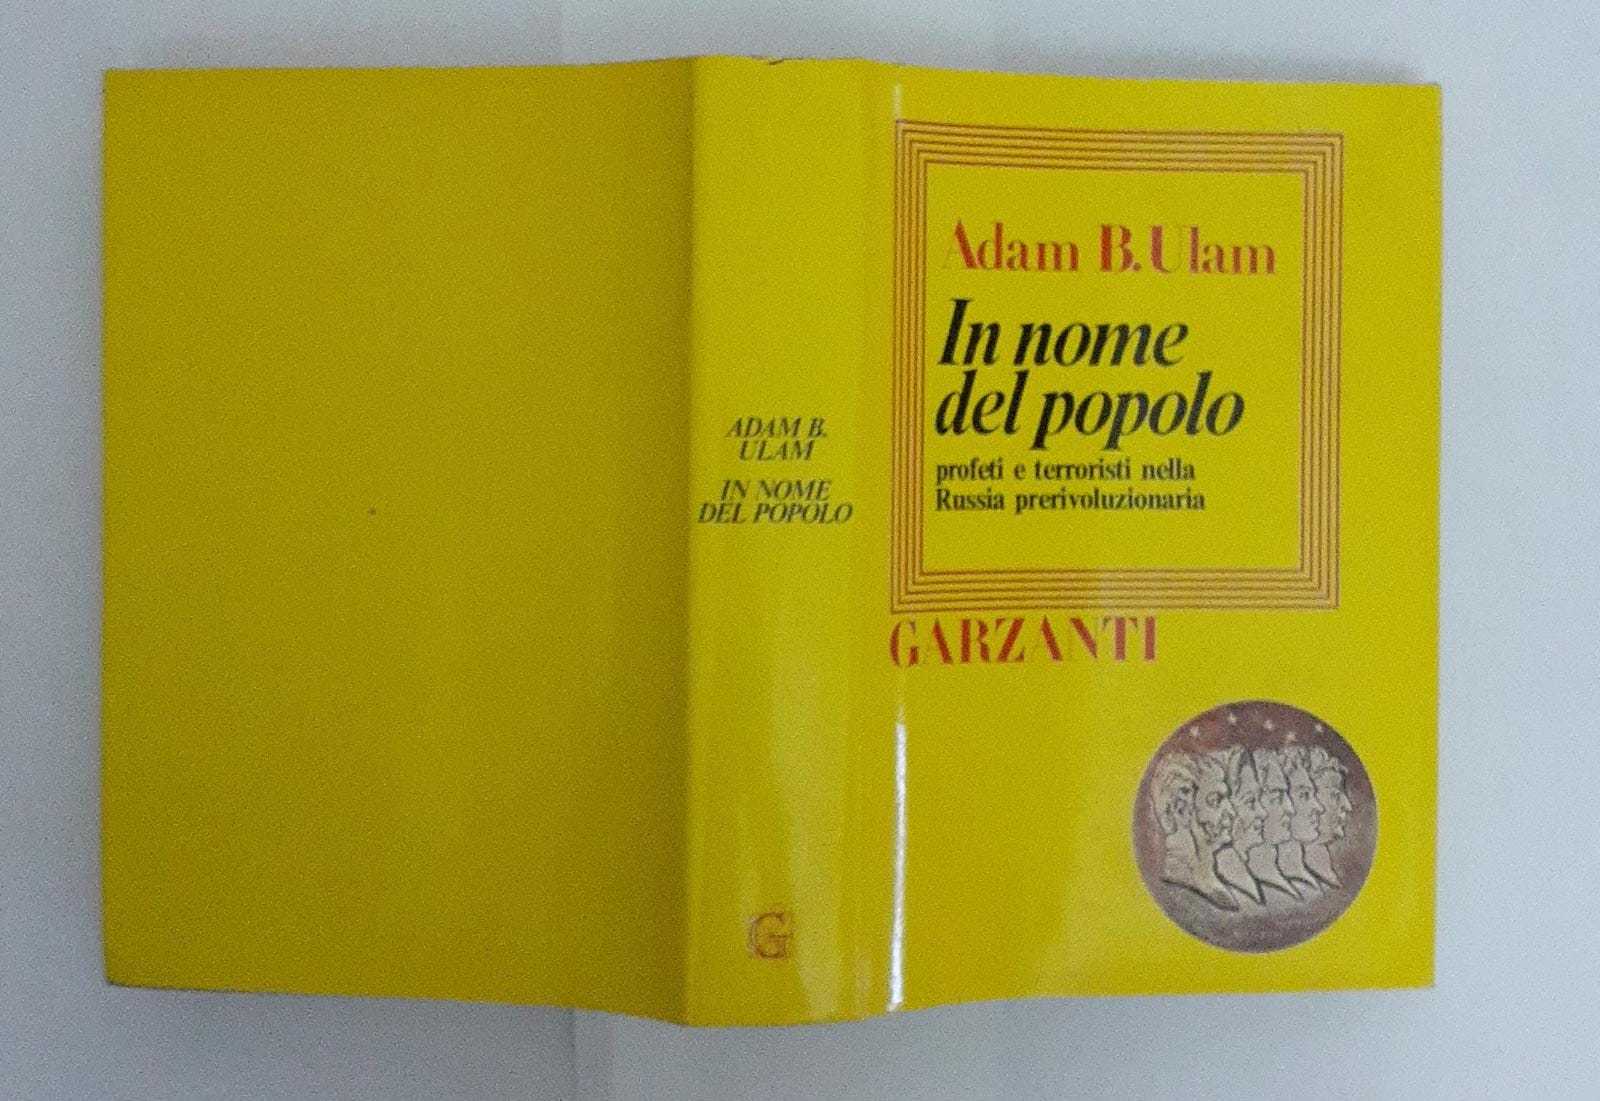 ADAM B.
ULAM
IN NOME
DEL POPOLO
G
Adam B. Ulam
In nome
del popolo
profeti e terroristi nella
Russia prerivoluzionaria
GARZANTI